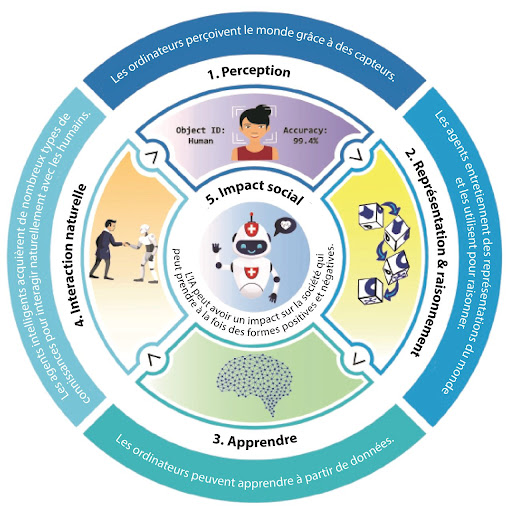 Les ordinateurs perçoivent le monde grâce à des capteurs.
1. Perception
Object ID:
Human
Accuracy:
99.4%
Les agents entretiennent des représentations du monde
et les utilisent pour raisonner.
2. Représentation & raisonnement
3. Apprendre
Les ordinateurs peuvent apprendre à partir de données.
4. Interaction naturelle
Les agents intelligents acquièrent de nombreux types de
connissances pour interagir naturellement avec les humains.
5. Impact social
L'IA peut avoir un impact sur la société qui
peut prendre à la fois des formes positives et négatives.